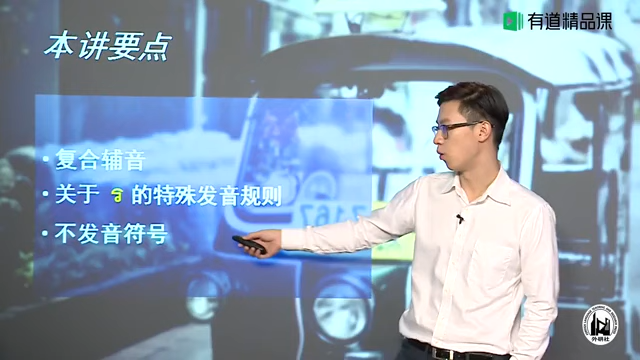 有道精品课
本讲要点
• 复合辅音
• 关于 ร 的特殊发音规则
• 不发音符号
7167
外研社